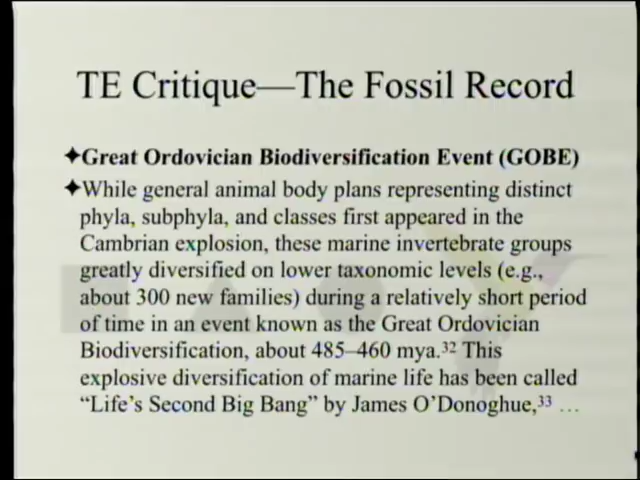 TE Critique—The Fossil Record
✦Great Ordovician Biodiversification Event (GOBE)
✦While general animal body plans representing distinct
phyla, subphyla, and classes first appeared in the
Cambrian explosion, these marine invertebrate groups
greatly diversified on lower taxonomic levels (e.g.,
about 300 new families) during a relatively short period
of time in an event known as the Great Ordovician
Biodiversification, about 485–460 mya.³² This
explosive diversification of marine life has been called
“Life’s Second Big Bang” by James O’Donoghue,³³ …